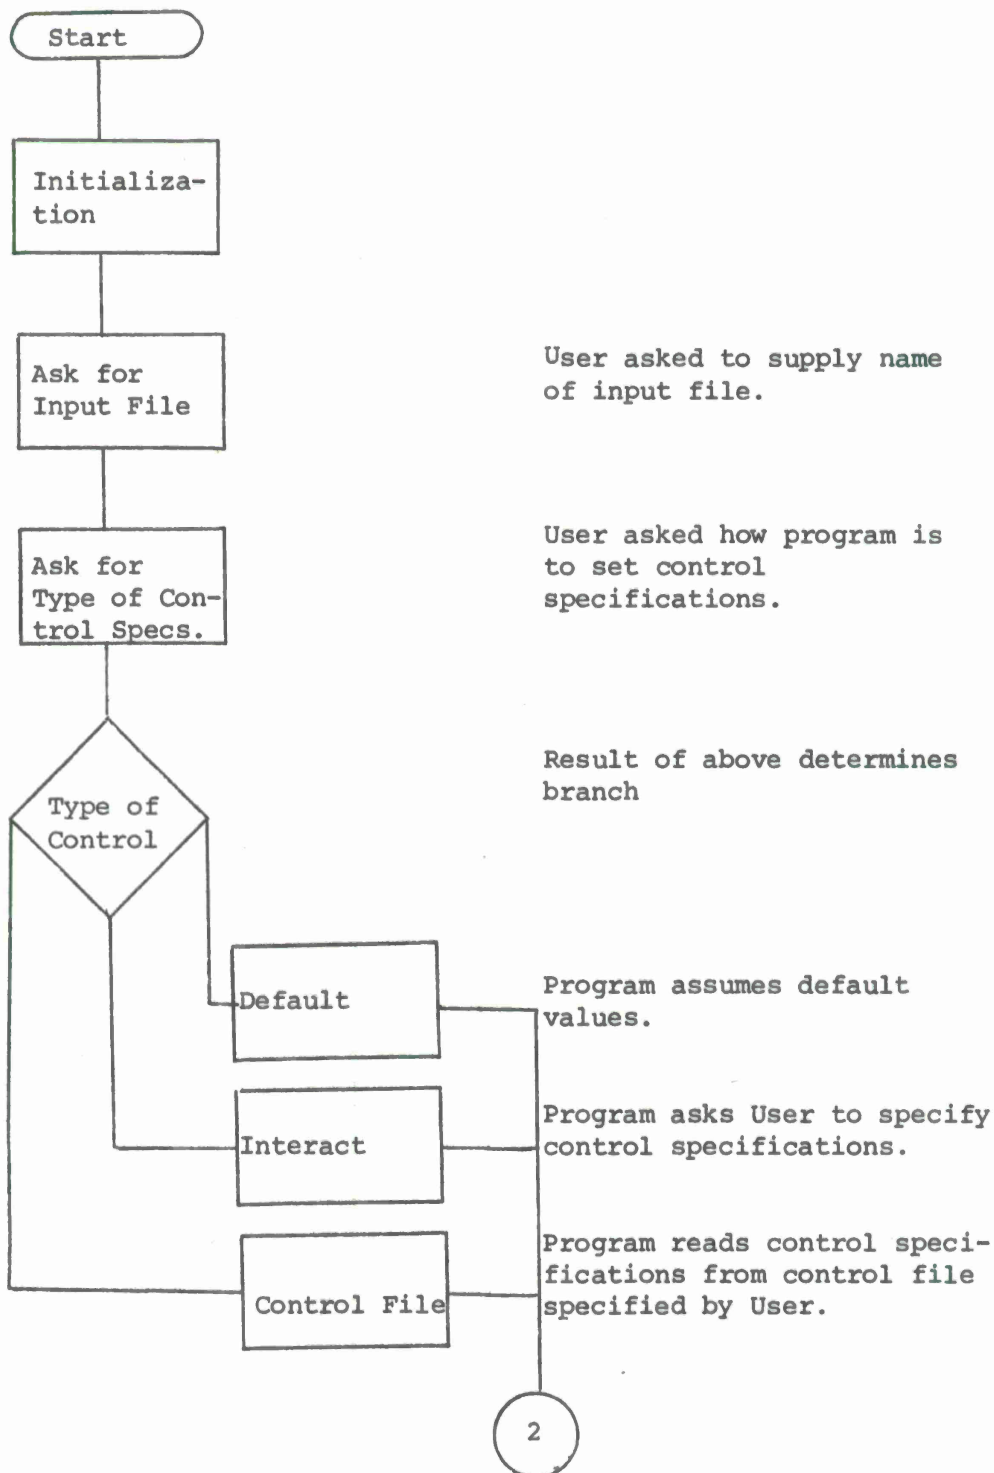 Start
Initializa-
tion
Ask for
Input File
User asked to supply name
of input file.
Ask for
Type of Con-
trol Specs.
User asked how program is
to set control
specifications.
Type of
Control
Result of above determines
branch
Default
Program assumes default
values.
Interact
Program asks User to specify
control specifications.
Control File
Program reads control speci-
fications from control file
specified by User.
2